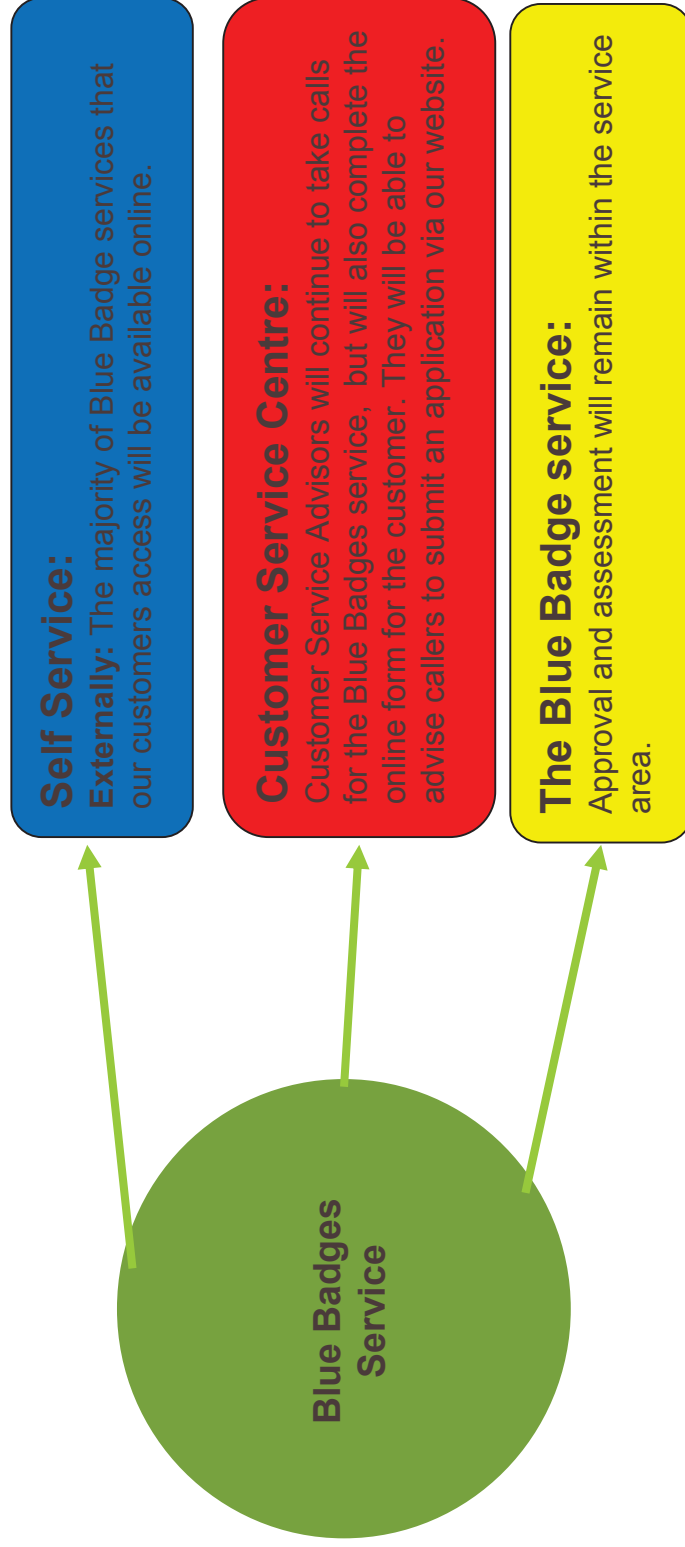 Blue Badges
Service
Self Service:
Externally: The majority of Blue Badge services that
our customers access will be available online.
Customer Service Centre:
Customer Service Advisors will continue to take calls
for the Blue Badges service,  but will also complete the
online form for the customer.  They will be able to
advise callers to submit an application via our website.
The Blue Badge service:
Approval and assessment will remain within the service
area.